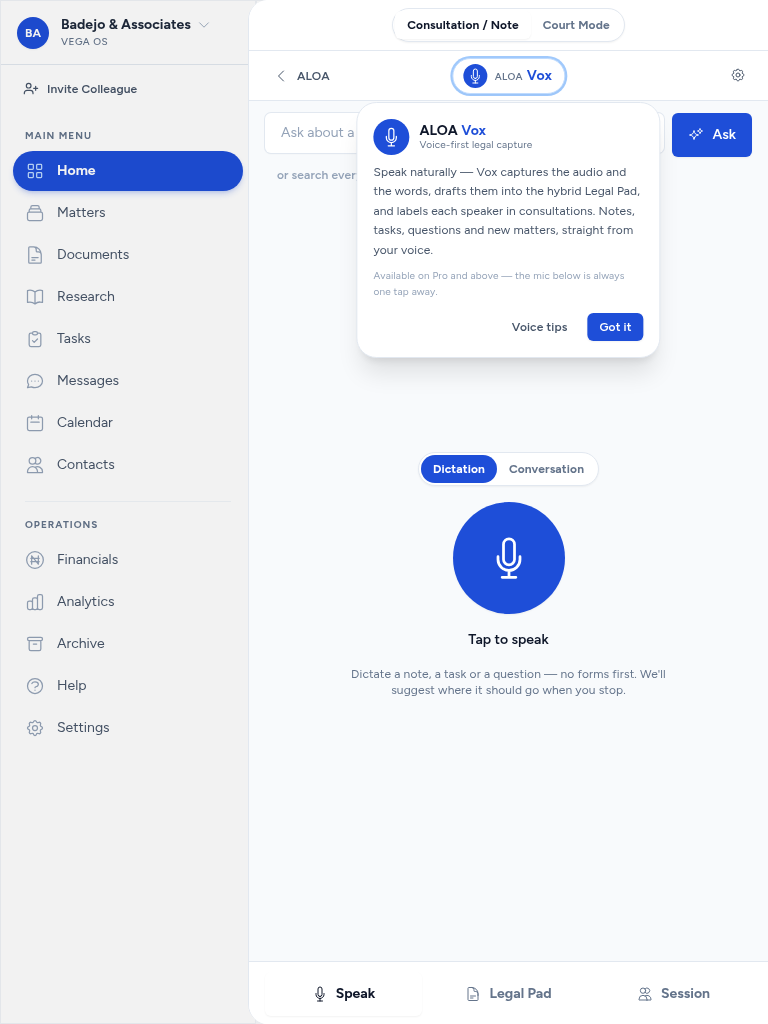 BA
Badejo & Associates
VEGA OS
Invite Colleague
MAIN MENU
Home
Matters
Documents
Research
Tasks
Messages
Calendar
Contacts
OPERATIONS
Financials
Analytics
Archive
Help
Settings
Consultation / Note
Court Mode
ALOA
ALOA Vox
Ask about a
Ask
or search ever
ALOA Vox
Voice-first legal capture
Speak naturally — Vox captures the audio and
the words, drafts them into the hybrid Legal Pad,
and labels each speaker in consultations. Notes,
tasks, questions and new matters, straight from
your voice.
Available on Pro and above — the mic below is always
one tap away.
Voice tips
Got it
Dictation
Conversation
Tap to speak
Dictate a note, a task or a question — no forms first. We'll
suggest where it should go when you stop.
Speak
Legal Pad
Session